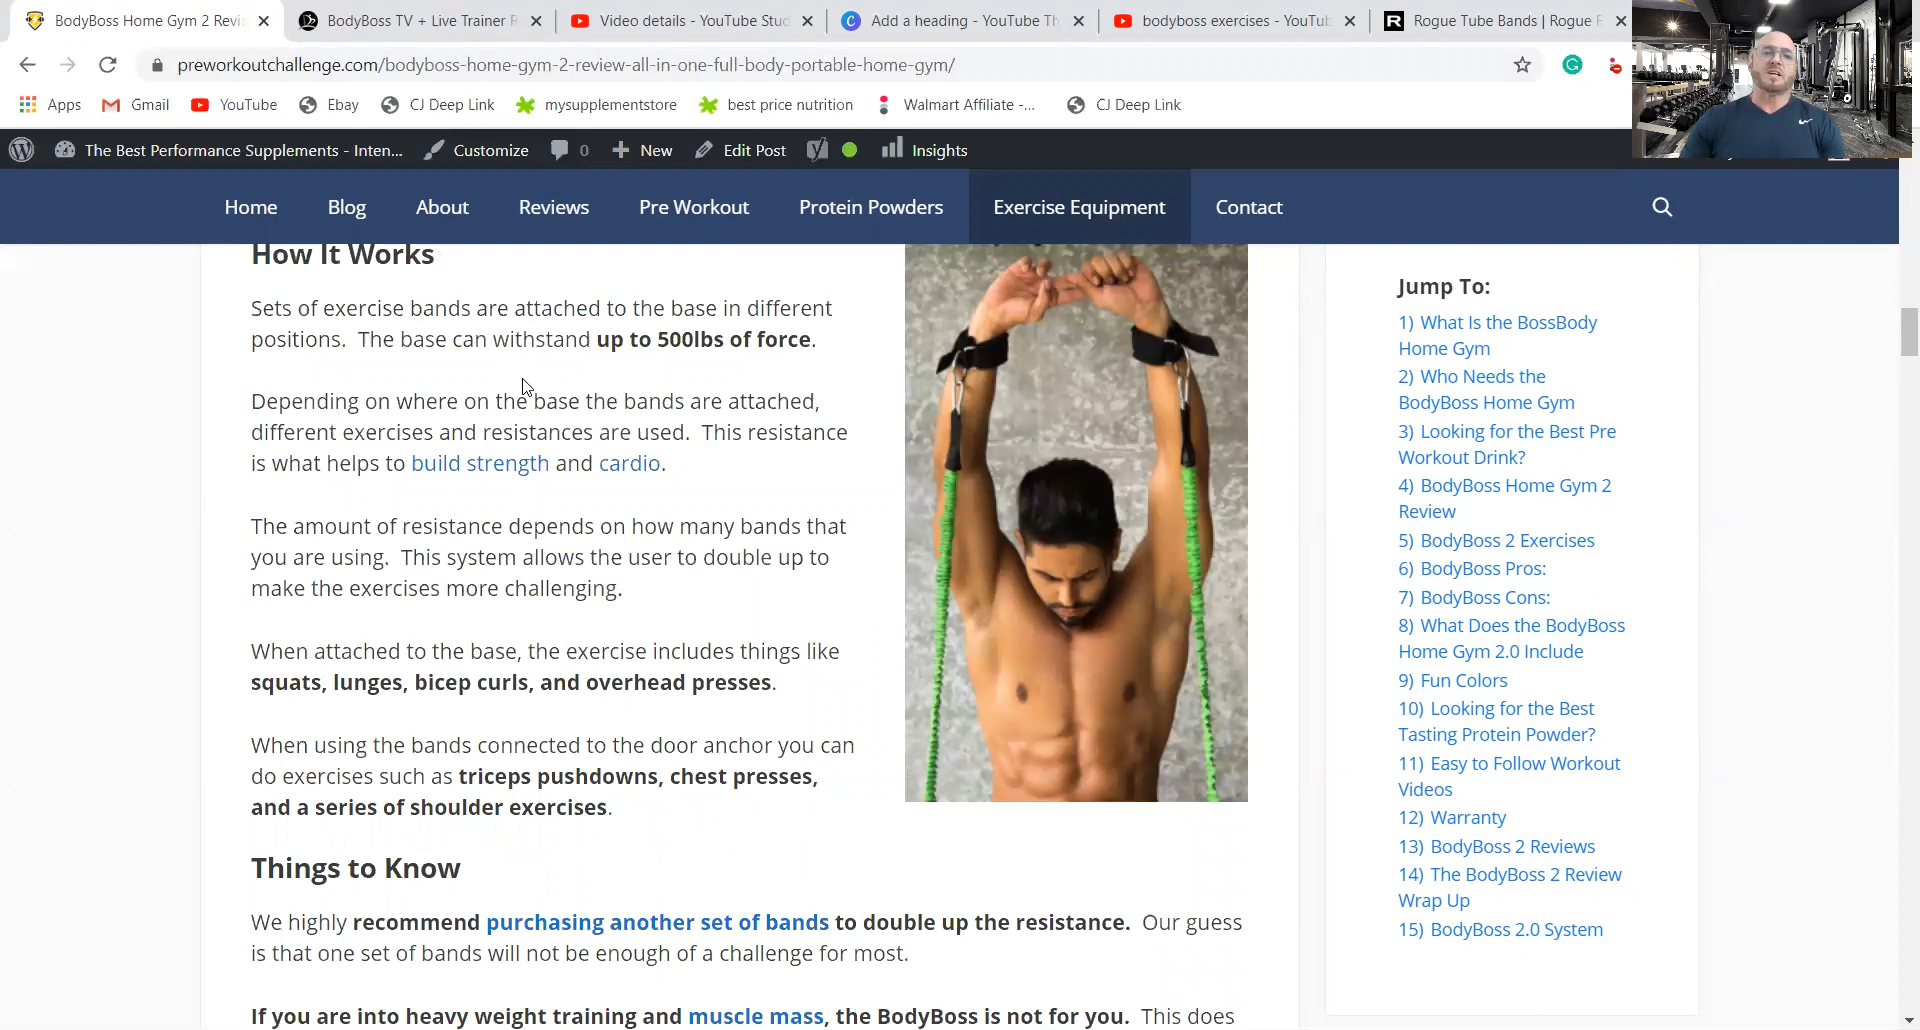 BodyBoss Home Gym 2 Revi
BodyBoss TV + Live Trainer R
Video details - YouTube Stud
Add a heading - YouTube Th
bodyboss exercises - YouTub
Rogue Tube Bands | Rogue F
preworkoutchallenge.com/bodyboss-home-gym-2-review-all-in-one-full-body-portable-home-gym/
Apps
Gmail
YouTube
Ebay
CJ Deep Link
mysupplementstore
best price nutrition
Walmart Affiliate -...
CJ Deep Link
The Best Performance Supplements - Inten...
Customize
0
New
Edit Post
Insights
Home
Blog
About
Reviews
Pre Workout
Protein Powders
Exercise Equipment
Contact
How It Works
Sets of exercise bands are attached to the base in different
positions. The base can withstand up to 500lbs of force.
Depending on where on the base the bands are attached,
different exercises and resistances are used. This resistance
is what helps to build strength and cardio.
The amount of resistance depends on how many bands that
you are using. This system allows the user to double up to
make the exercises more challenging.
When attached to the base, the exercise includes things like
squats, lunges, bicep curls, and overhead presses.
When using the bands connected to the door anchor you can
do exercises such as triceps pushdowns, chest presses,
and a series of shoulder exercises.
Things to Know
We highly recommend purchasing another set of bands to double up the resistance. Our guess
is that one set of bands will not be enough of a challenge for most.
If you are into heavy weight training and muscle mass, the BodyBoss is not for you. This does
Jump To:
1) What Is the BossBody
Home Gym
2) Who Needs the
BodyBoss Home Gym
3) Looking for the Best Pre
Workout Drink?
4) BodyBoss Home Gym 2
Review
5) BodyBoss 2 Exercises
6) BodyBoss Pros:
7) BodyBoss Cons:
8) What Does the BodyBoss
Home Gym 2.0 Include
9) Fun Colors
10) Looking for the Best
Tasting Protein Powder?
11) Easy to Follow Workout
Videos
12) Warranty
13) BodyBoss 2 Reviews
14) The BodyBoss 2 Review
Wrap Up
15) BodyBoss 2.0 System